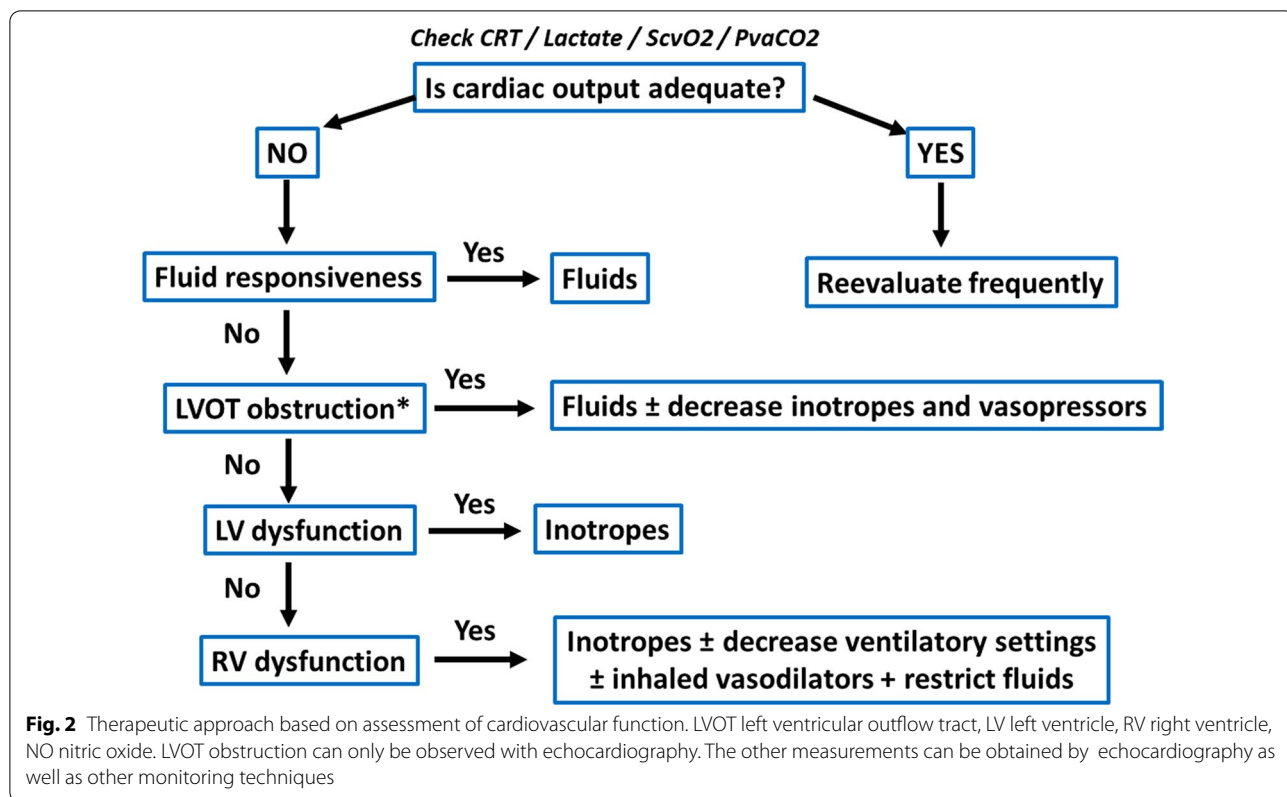 Check CRT / Lactate / ScvO2 / PvaCO2
Is cardiac output adequate?
NO
YES
Fluid responsiveness
Yes
Fluids
Reevaluate frequently
No
LVOT obstruction*
Yes
Fluids ± decrease inotropes and vasopressors
No
LV dysfunction
Yes
Inotropes
No
RV dysfunction
Yes
Inotropes ± decrease ventilatory settings
± inhaled vasodilators + restrict fluids
Fig. 2 Therapeutic approach based on assessment of cardiovascular function. LVOT left ventricular outflow tract, LV left ventricle, RV right ventricle,
NO nitric oxide. LVOT obstruction can only be observed with echocardiography. The other measurements can be obtained by echocardiography as
well as other monitoring techniques